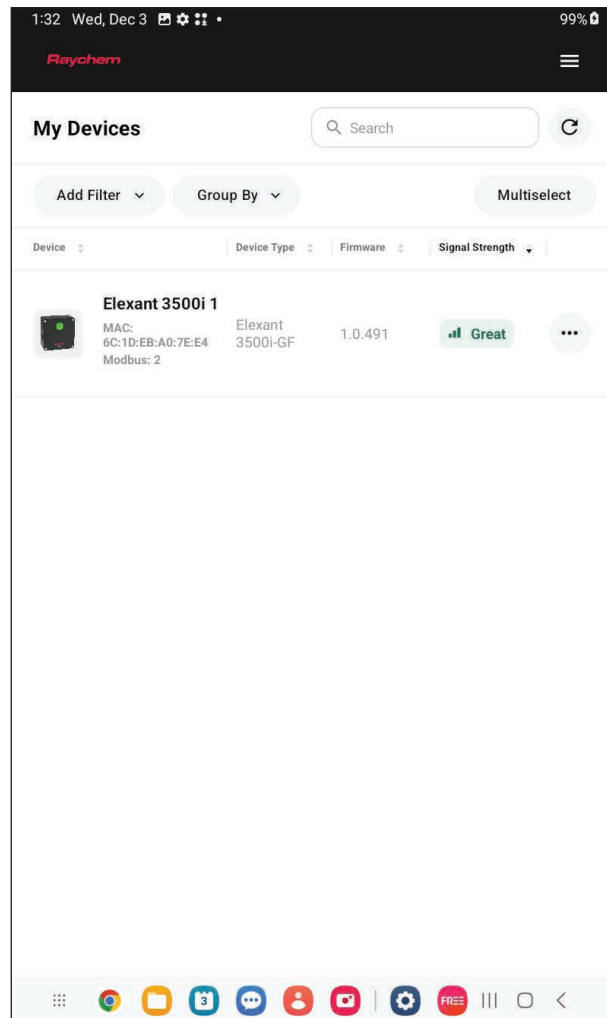 1:32 Wed, Dec 3 99%
Raychem
My Devices Search
Add Filter Group By Multiselect
Device Device Type Firmware Signal Strength
Elexant 3500i 1
MAC:
6C:1D:EB:A0:7E:E4
Modbus: 2
Elexant
3500i-GF
1.0.491
Great
3 FREE